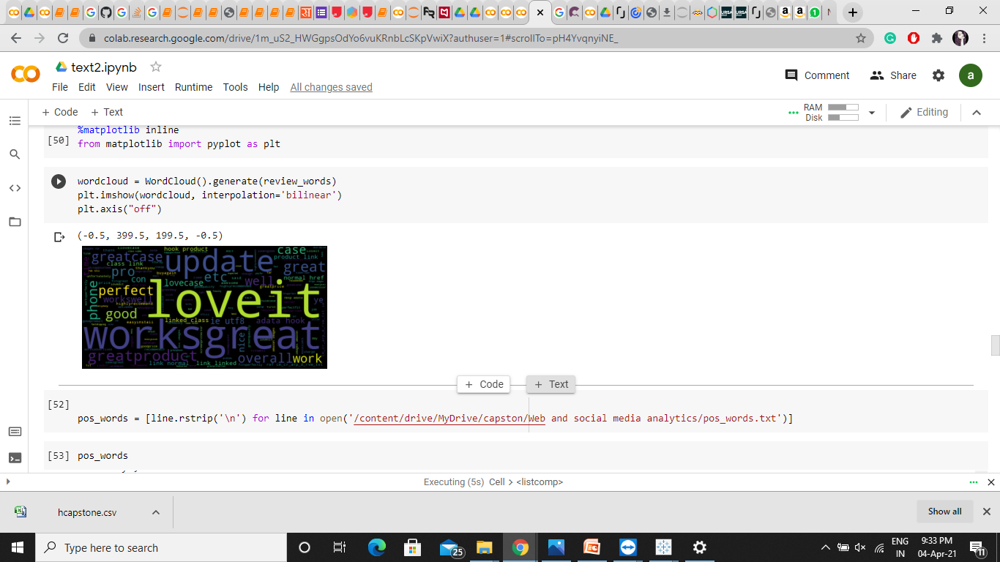 colab.research.google.com/drive/1m_uS2_HWGgpsOdYo6vuKRnbLcSKpVwiX?authuser=1#scrollTo=pH4YvqnyiNE_
text2.ipynb
Comment
Share
a
File Edit View Insert Runtime Tools Help All changes saved
+ Code + Text
RAM
Disk
Editing
%matplotlib inline
[50] from matplotlib import pyplot as plt
wordcloud = WordCloud().generate(review_words)
plt.imshow(wordcloud, interpolation='bilinear')
plt.axis("off")
(-0.5, 399.5, 199.5, -0.5)
hook product
case
greatcase
update
product link
class link
great
pro
etc
well
normal href
con
lovecase
phone
perfect
loveit
workswell
highlyrecommend
ye
good
linked_class
ie utf8
adata hook
easyinstall
worksgreat
nice
greatproduct
overall
work
link normal
link_linked
+ Code
+ Text
[52]
pos_words = [line.rstrip('\n') for line in open('/content/drive/MyDrive/capston/Web and social media analytics/pos_words.txt')]
[53] pos_words
Executing (5s) Cell > <listcomp>
hcapstone.csv
Show all
Type here to search
25
ENG
IN
9:33 PM
04-Apr-21
11